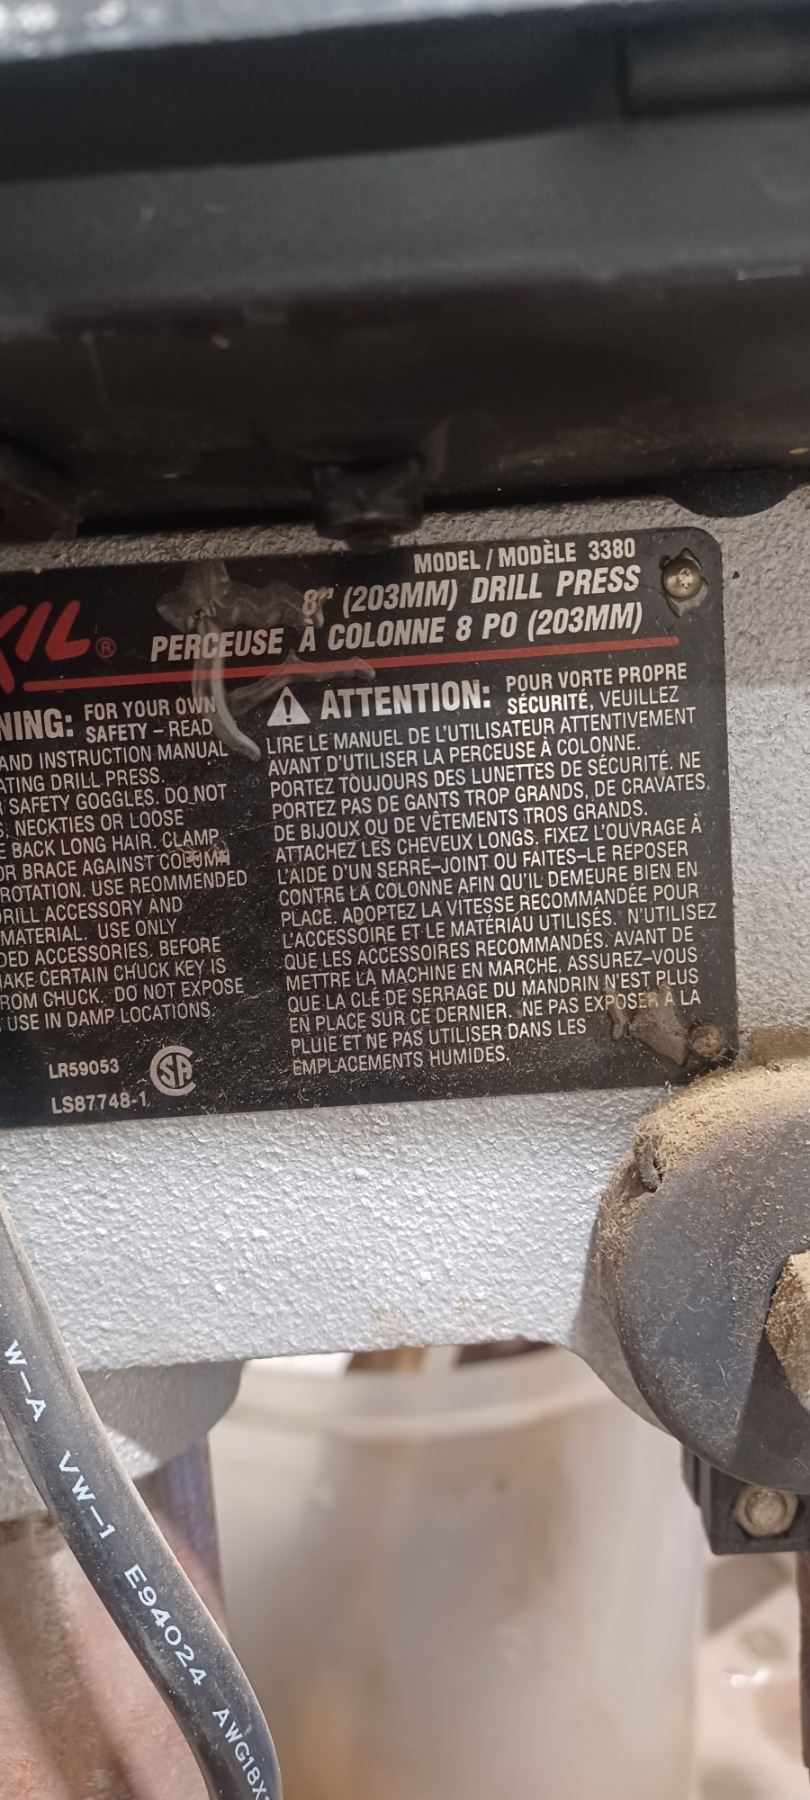 MODEL / MODÈLE 3380
8" (203MM) DRILL PRESS
KIL® PERCEUSE À COLONNE 8 PO (203MM)
NING: FOR YOUR OWN
SAFETY – READ
AND INSTRUCTION MANUAL
ATING DRILL PRESS.
SAFETY GOGGLES. DO NOT
S, NECKTIES OR LOOSE
E BACK LONG HAIR. CLAMP
OR BRACE AGAINST COLUMN
ROTATION. USE RECOMMENDED
DRILL ACCESSORY AND
MATERIAL. USE ONLY
DED ACCESSORIES. BEFORE
MAKE CERTAIN CHUCK KEY IS
ROM CHUCK. DO NOT EXPOSE
USE IN DAMP LOCATIONS.
LR59053
LS87748-1
ATTENTION: POUR VORTE PROPRE
SÉCURITÉ, VEUILLEZ
LIRE LE MANUEL DE L'UTILISATEUR ATTENTIVEMENT
AVANT D'UTILISER LA PERCEUSE À COLONNE.
PORTEZ TOUJOURS DES LUNETTES DE SÉCURITÉ. NE
PORTEZ PAS DE GANTS TROP GRANDS, DE CRAVATES,
DE BIJOUX OU DE VÊTEMENTS TROS GRANDS.
ATTACHEZ LES CHEVEUX LONGS. FIXEZ L'OUVRAGE À
L'AIDE D'UN SERRE–JOINT OU FAITES–LE REPOSER
CONTRE LA COLONNE AFIN QU'IL DEMEURE BIEN EN
PLACE. ADOPTEZ LA VITESSE RECOMMANDÉE POUR
L'ACCESSOIRE ET LE MATÉRIAU UTILISÉS. N'UTILISEZ
QUE LES ACCESSOIRES RECOMMANDÉS. AVANT DE
METTRE LA MACHINE EN MARCHE, ASSUREZ–VOUS
QUE LA CLÉ DE SERRAGE DU MANDRIN N'EST PLUS
EN PLACE SUR CE DERNIER. NE PAS EXPOSER À LA
PLUIE ET NE PAS UTILISER DANS LES
EMPLACEMENTS HUMIDES.
W–A VW–1 E94024 AWG18X